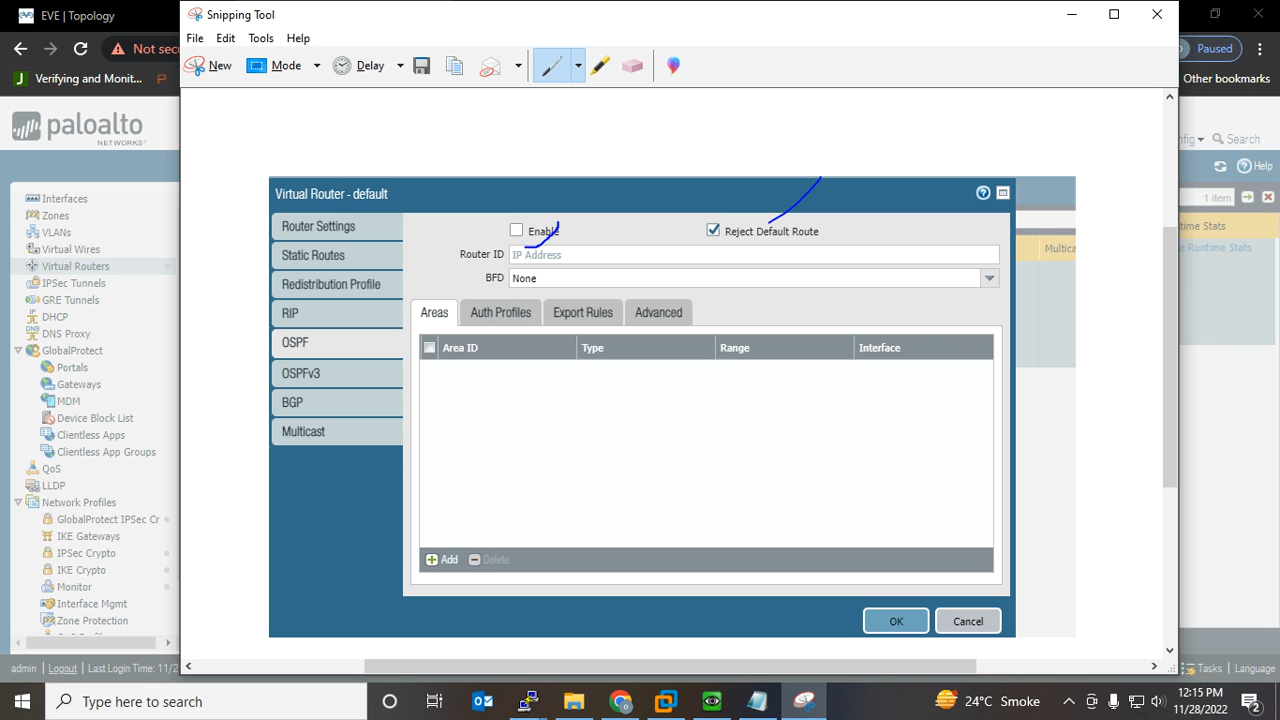 EVE | Topology
Snipping Tool
File Edit Tools Help
Not sec
Paused
New Mode Delay
Verifying and Monit...
Other bookmarks
paloalto
NETWORKS
Search
Help
Virtual Router - default
Interfaces
Zones
VLANs
Virtual Wires
Virtual Routers
IPSec Tunnels
GRE Tunnels
DHCP
DNS Proxy
GlobalProtect
Portals
Gateways
MDM
Device Block List
Clientless Apps
Clientless App Groups
QoS
LLDP
Network Profiles
GlobalProtect IPSec Cr
IKE Gateways
IPSec Crypto
IKE Crypto
Monitor
Interface Mgmt
Zone Protection
Router Settings
Static Routes
Redistribution Profile
RIP
OSPF
OSPFv3
BGP
Multicast
Enable Reject Default Route
Router ID IP Address
BFD None
Areas Auth Profiles Export Rules Advanced
Area ID Type Range Interface
Add Delete
OK Cancel
1 item
Time Stats
Multica
Runtime Stats
admin | Logout | Last Login Time: 11/2
Tasks | Language
Type here to search
24°C Smoke
12:15 PM
11/28/2022
2